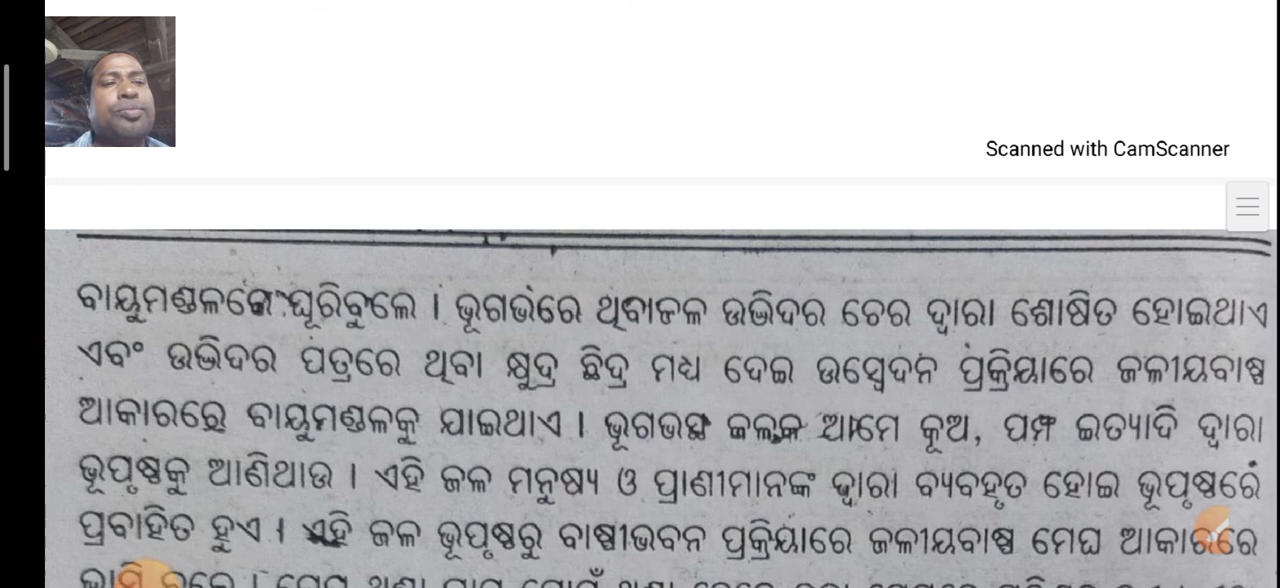 Scanned with CamScanner
ବାୟୁମଣ୍ଡଳରେ ଘୂରିବୁଲେ । ଭୂଗର୍ଭରେ ଥିବା ଜଳ ଉଦ୍ଭିଦର ଚେର ଦ୍ୱାରା ଶୋଷିତ ହୋଇଥାଏ
ଏବଂ ଉଦ୍ଭିଦର ପତ୍ରରେ ଥିବା କ୍ଷୁଦ୍ର ଛିଦ୍ର ମଧ୍ୟ ଦେଇ ଉତ୍ସ୍ୱେଦନ ପ୍ରକ୍ରିୟାରେ ଜଳୀୟବାଷ୍ପ
ଆକାରରେ ବାୟୁମଣ୍ଡଳକୁ ଯାଇଥାଏ । ଭୂଗର୍ଭସ୍ଥ ଜଳକୁ ଆମେ କୂଅ, ପମ୍ପ ଇତ୍ୟାଦି ଦ୍ୱାରା
ଭୂପୃଷ୍ଠକୁ ଆଣିଥାଉ । ଏହି ଜଳ ମନୁଷ୍ୟ ଓ ପ୍ରାଣୀମାନଙ୍କ ଦ୍ୱାରା ବ୍ୟବହୃତ ହୋଇ ଭୂପୃଷ୍ଠରେ
ପ୍ରବାହିତ ହୁଏ । ଏହି ଜଳ ଭୂପୃଷ୍ଠରୁ ବାଷ୍ପୀଭବନ ପ୍ରକ୍ରିୟାରେ ଜଳୀୟବାଷ୍ପ ମେଘ ଆକାରରେ